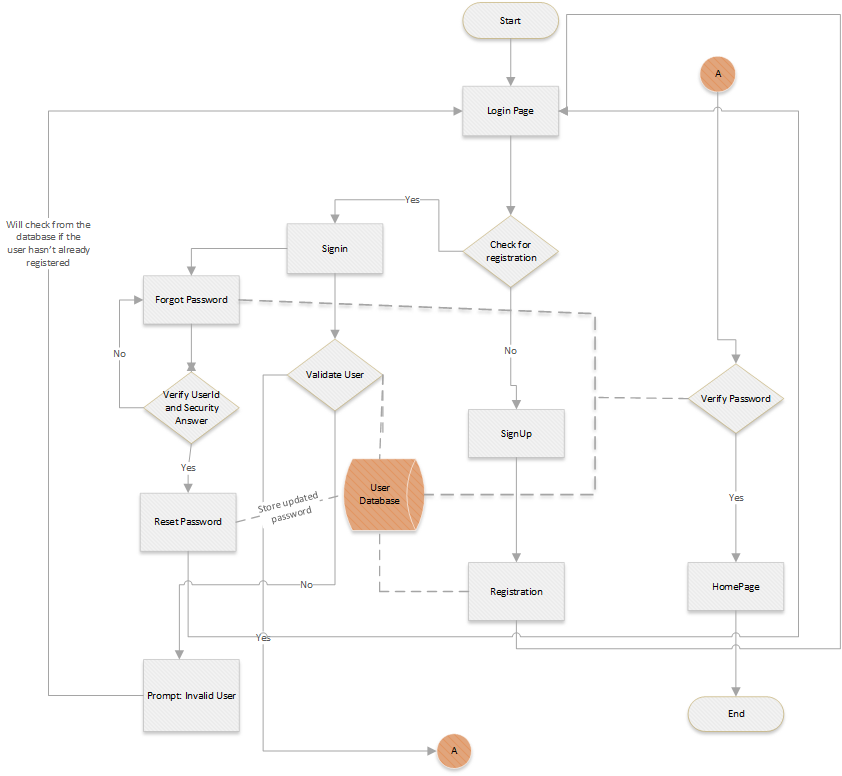 Start
A
Login Page
Yes
Will check from the
database if the
user hasn't already
registered
Signin
Check for
registration
Forgot Password
No
No
Validate User
Verify UserId
and Security
Answer
Verify Password
SignUp
Yes
User
Database
Store updated
password
Yes
Reset Password
No
Registration
HomePage
Yes
Prompt: Invalid User
End
A